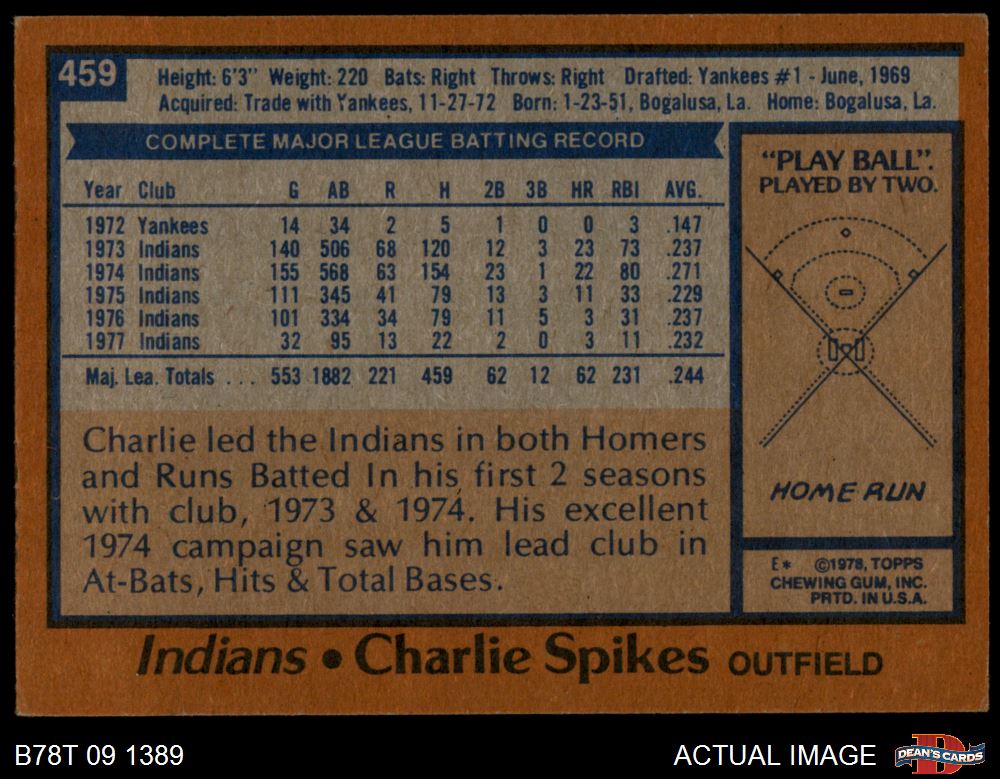 459
Height: 6'3" Weight: 220 Bats: Right Throws: Right Drafted: Yankees #1 - June, 1969
Acquired: Trade with Yankees, 11-27-72 Born: 1-23-51, Bogalusa, La. Home: Bogalusa, La.
COMPLETE MAJOR LEAGUE BATTING RECORD
Year Club G AB R H 2B 3B HR RBI AVG.
1972 Yankees 14 34 2 5 1 0 0 3 .147
1973 Indians 140 506 68 120 12 3 23 73 .237
1974 Indians 155 568 63 154 23 1 22 80 .271
1975 Indians 111 345 41 79 13 3 11 33 .229
1976 Indians 101 334 34 79 11 5 3 31 .237
1977 Indians 32 95 13 22 2 0 3 11 .232
Maj. Lea. Totals . . . 553 1882 221 459 62 12 62 231 .244
Charlie led the Indians in both Homers
and Runs Batted In his first 2 seasons
with club, 1973 & 1974. His excellent
1974 campaign saw him lead club in
At-Bats, Hits & Total Bases.
"PLAY BALL".
PLAYED BY TWO.
HOME RUN
E* ©1978, TOPPS
CHEWING GUM, INC.
PRTD. IN U.S.A.
Indians • Charlie Spikes OUTFIELD
B78T 09 1389
ACTUAL IMAGE
DEAN'S CARDS